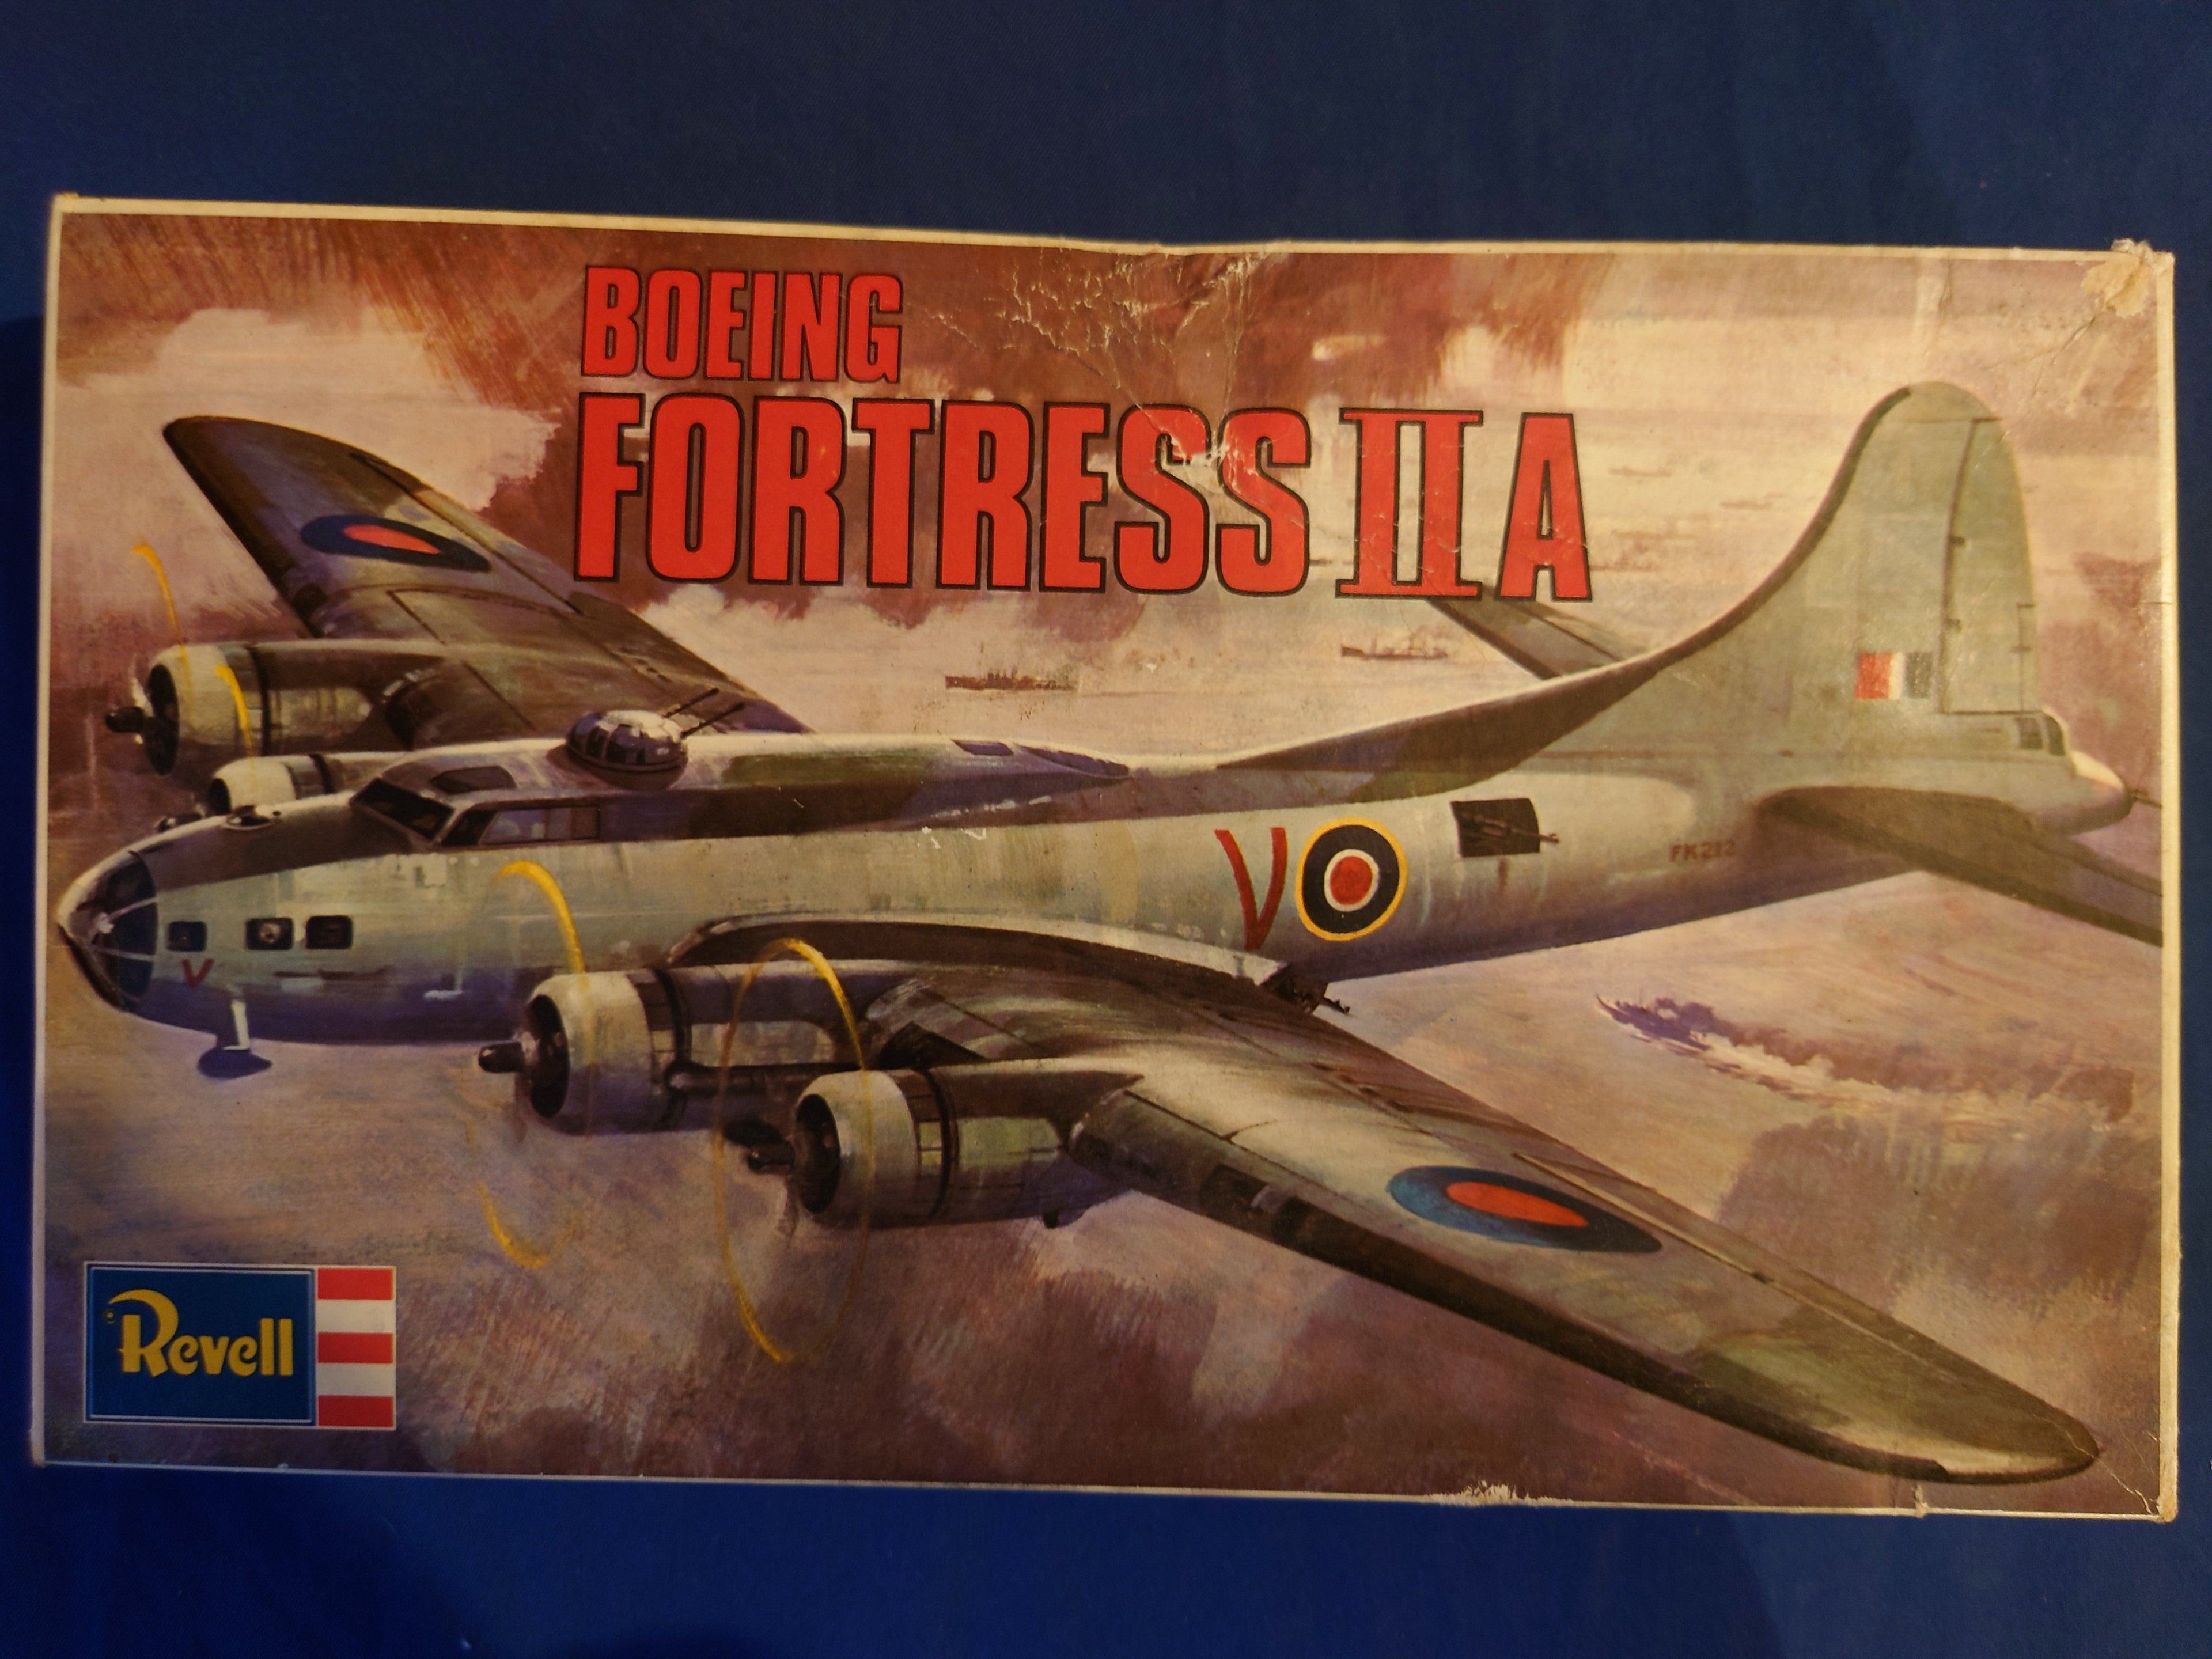 BOEING
FORTRESS II A
V
FK212
V
Revell